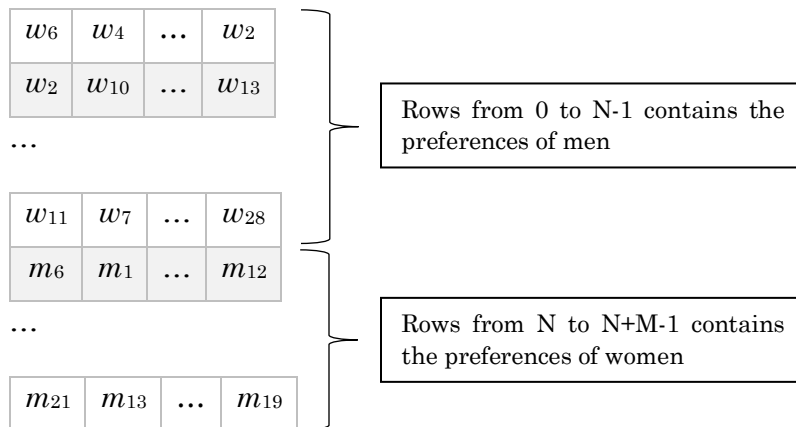 w6 w4 ... w2
w2 w10 ... w13
...
Rows from 0 to N-1 contains the
preferences of men
w11 w7 ... w28
m6 m1 ... m12
...
Rows from N to N+M-1 contains
the preferences of women
m21 m13 ... m19